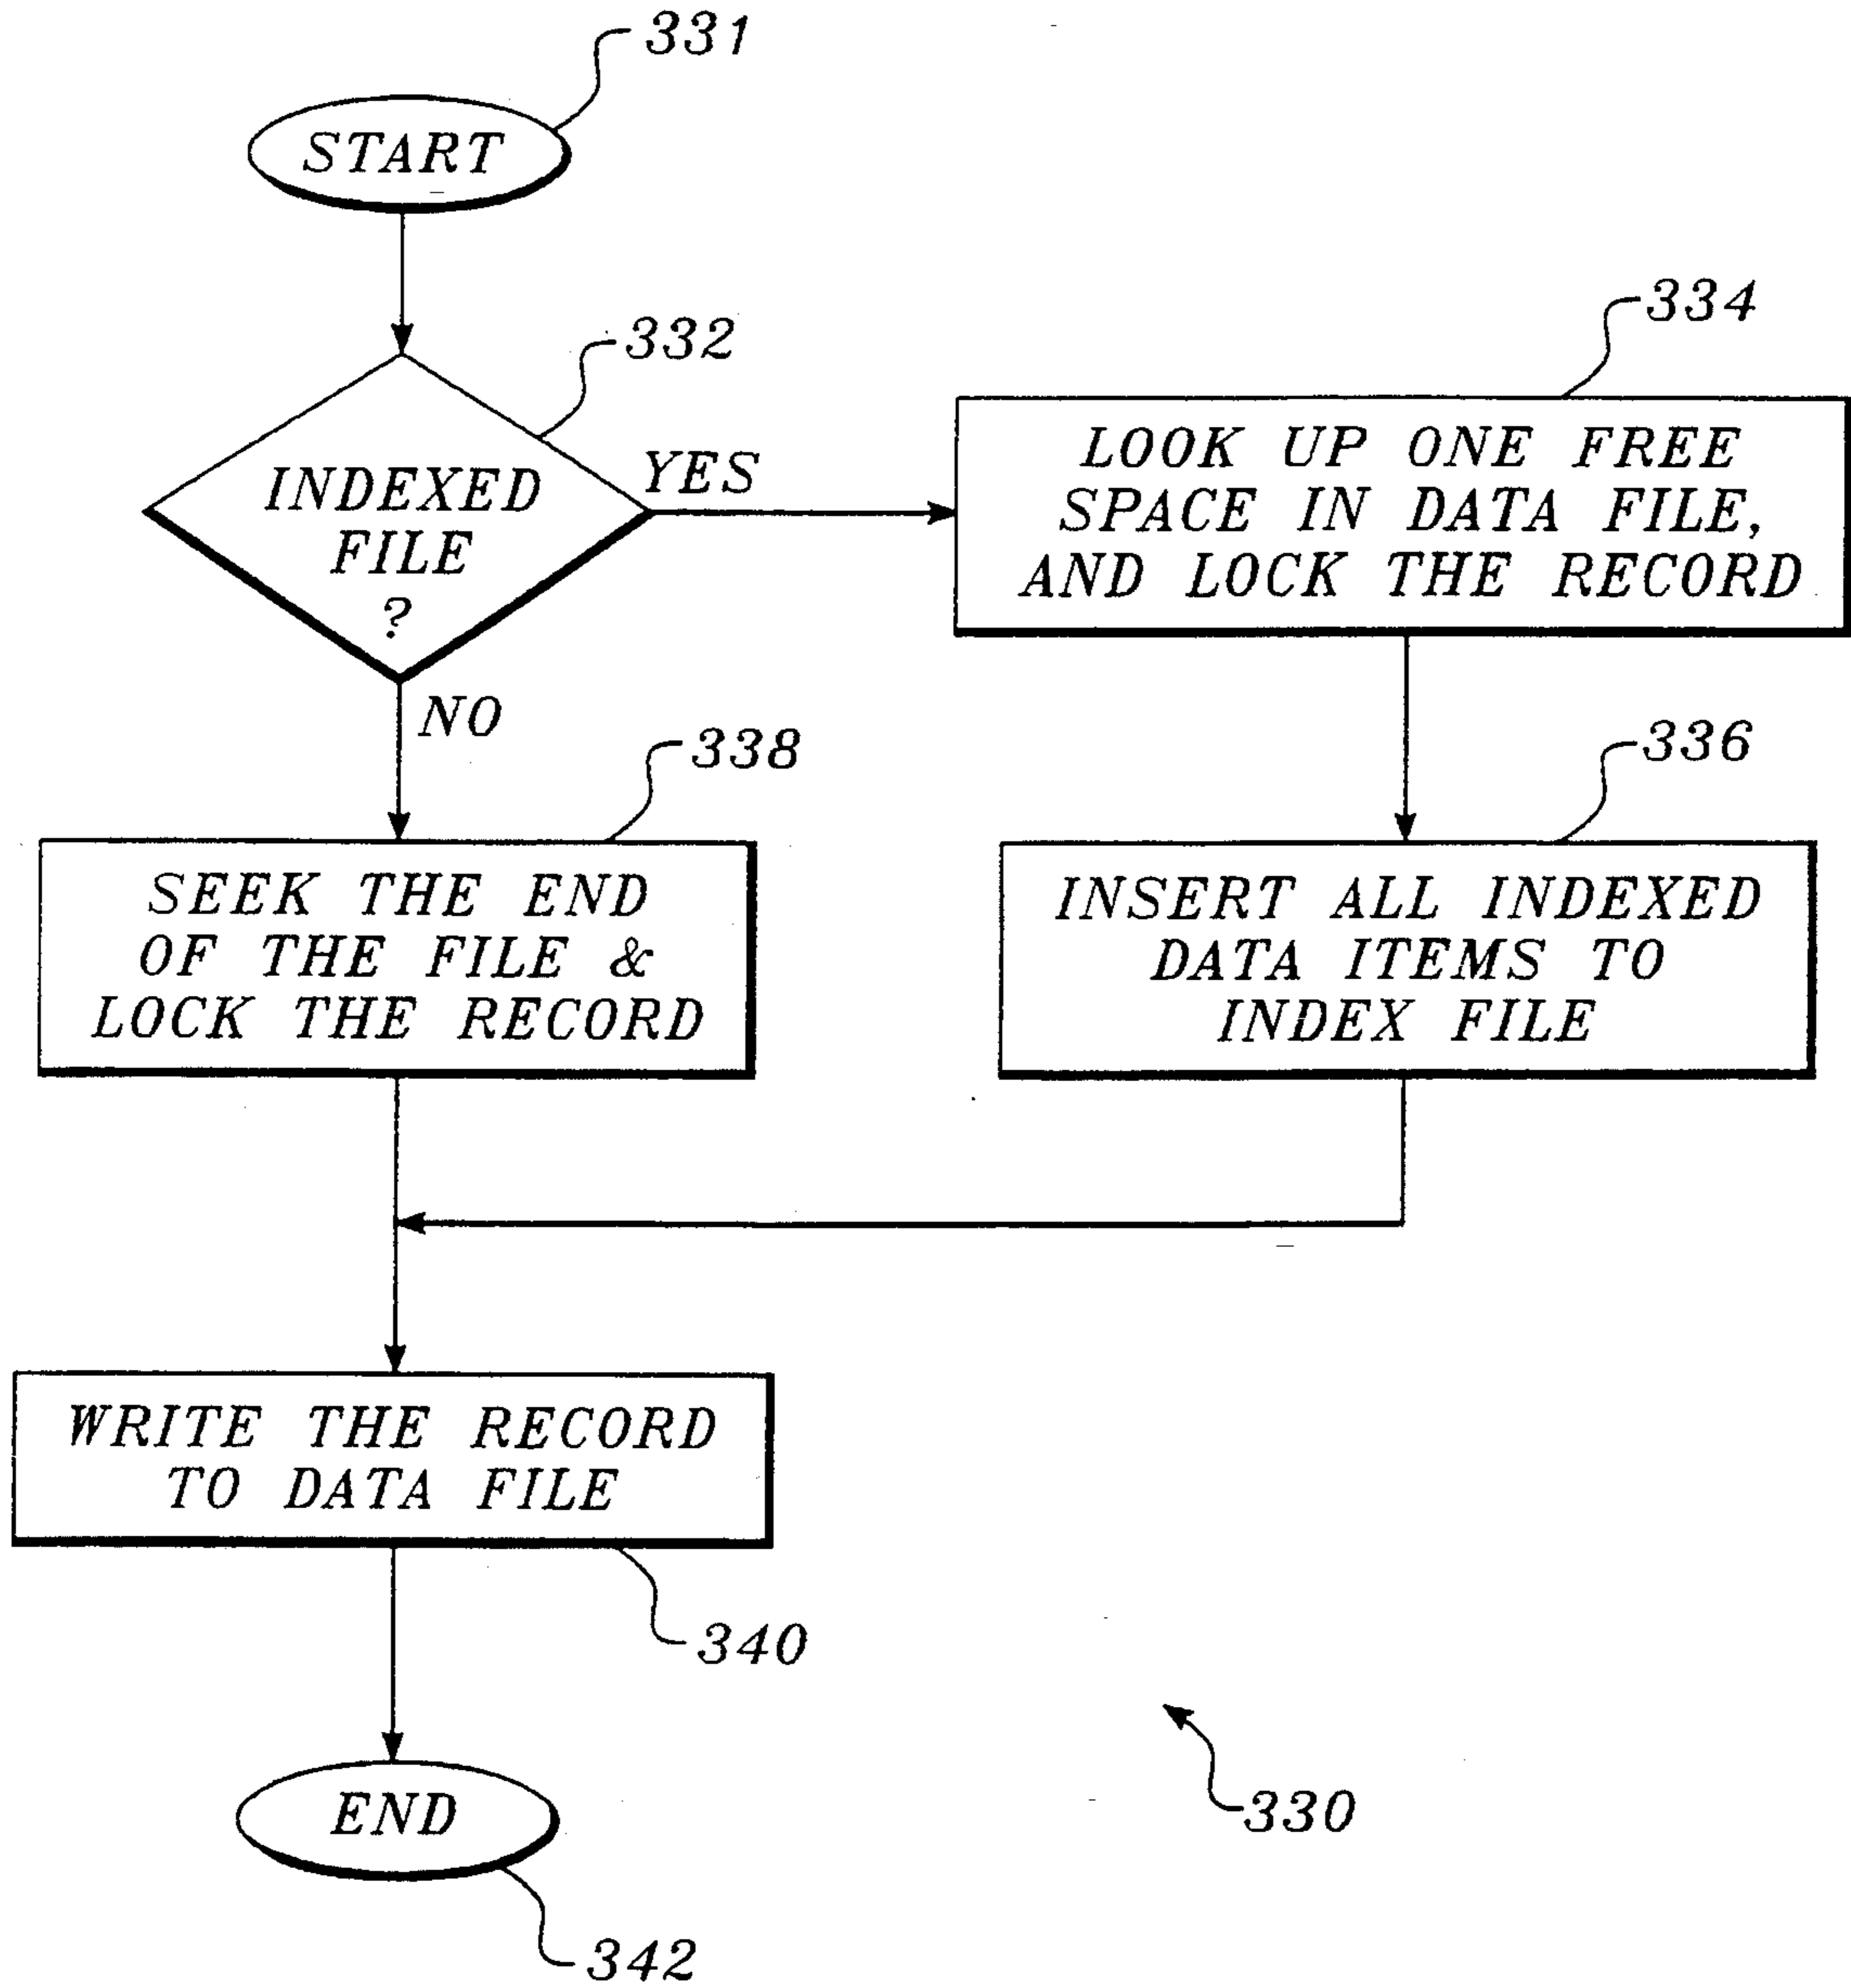 331
START
332
INDEXED
FILE
?
YES
334
LOOK UP ONE FREE
SPACE IN DATA FILE,
AND LOCK THE RECORD
NO
338
SEEK THE END
OF THE FILE &
LOCK THE RECORD
336
INSERT ALL INDEXED
DATA ITEMS TO
INDEX FILE
WRITE THE RECORD
TO DATA FILE
340
END
342
330